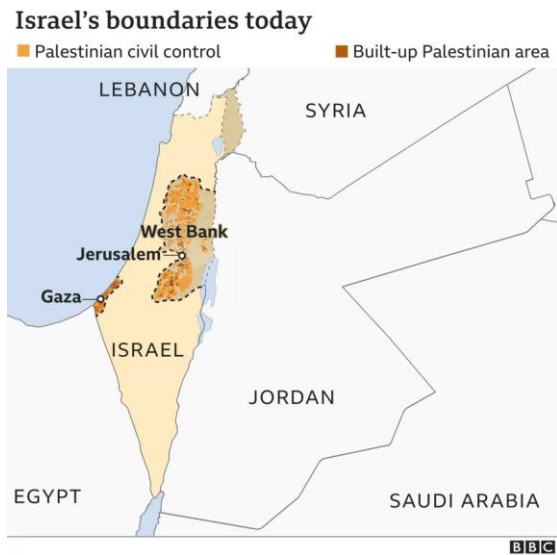 Israel's boundaries today
Palestinian civil control
Built-up Palestinian area
LEBANON
SYRIA
West Bank
Jerusalem
Gaza
ISRAEL
JORDAN
EGYPT
SAUDI ARABIA
BBC